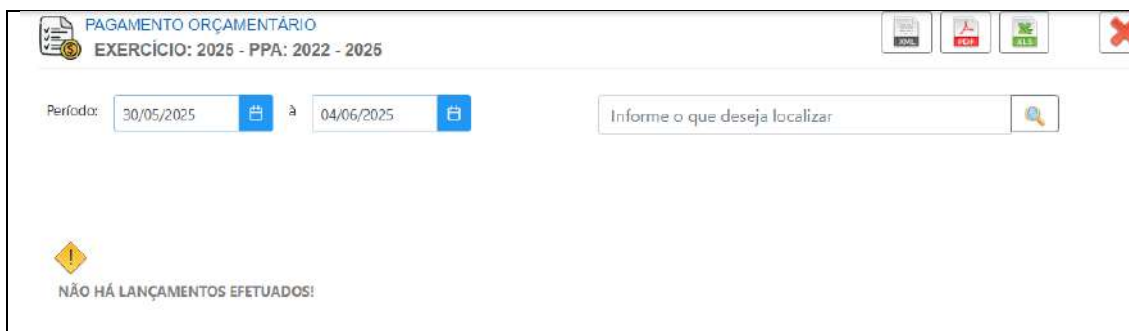 PAGAMENTO ORÇAMENTÁRIO
EXERCÍCIO: 2025 - PPA: 2022 - 2025
XML PDF XLS
Período: 30/05/2025 à 04/06/2025 Informe o que deseja localizar
NÃO HÁ LANÇAMENTOS EFETUADOS!